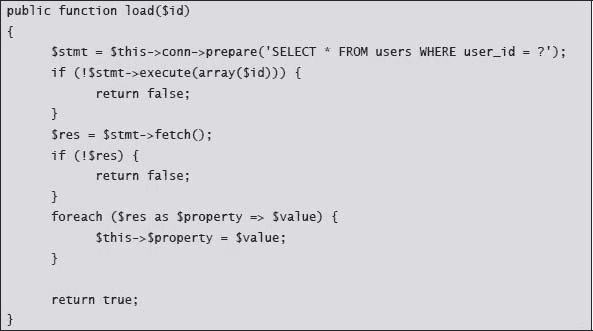 public function load($id)
{
$stmt = $this->conn->prepare('SELECT * FROM users WHERE user_id = ?');
if (!$stmt->execute(array($id))) {
return false;
}
$res = $stmt->fetch();
if (!$res) {
return false;
}
foreach ($res as $property => $value) {
$this->$property = $value;
}
return true;
}